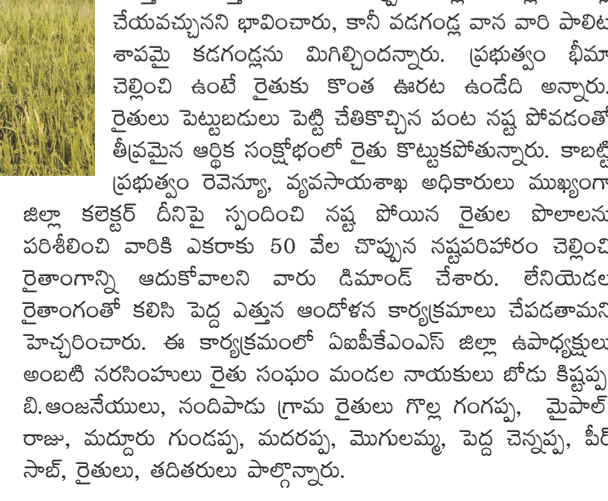 చేయవచ్చునని భావించారు, కానీ వడగండ్ల వాన వారి పాలిట
శాపమై కడగండ్లను మిగిల్చిందన్నారు. ప్రభుత్వం భీమా
చెల్లించి ఉంటే రైతుకు కొంత ఊరట ఉండేది అన్నారు.
రైతులు పెట్టుబడులు పెట్టి చేతికొచ్చిన పంట నష్ట పోవడంతో
తీవ్రమైన ఆర్థిక సంక్షోభంలో రైతు కొట్టుకపోతున్నారు. కాబట్టి
ప్రభుత్వం రెవెన్యూ, వ్యవసాయశాఖ అధికారులు ముఖ్యంగా
జిల్లా కలెక్టర్ దీనిపై స్పందించి నష్ట పోయిన రైతుల పొలాలను
పరిశీలించి వారికి ఎకరాకు 50 వేల చొప్పున నష్టపరిహారం చెల్లించి
రైతాంగాన్ని ఆదుకోవాలని వారు డిమాండ్ చేశారు. లేనియెడల
రైతాంగంతో కలిసి పెద్ద ఎత్తున ఆందోళన కార్యక్రమాలు చేపడతామని
హెచ్చరించారు. ఈ కార్యక్రమంలో ఏఐపీకేఎంఎస్ జిల్లా ఉపాధ్యక్షులు
అంబటి నరసింహులు రైతు సంఘం మండల నాయకులు బోడు కిష్టప్ప
బి.ఆంజనేయులు, నందిపాడు గ్రామ రైతులు గొల్ల గంగప్ప, మైపాల్
రాజు, మద్దూరు గుండప్ప, మదరప్ప, మొగులమ్మ, పెద్ద చెన్నప్ప, పీర్
సాబ్, రైతులు, తదితరులు పాల్గొన్నారు.